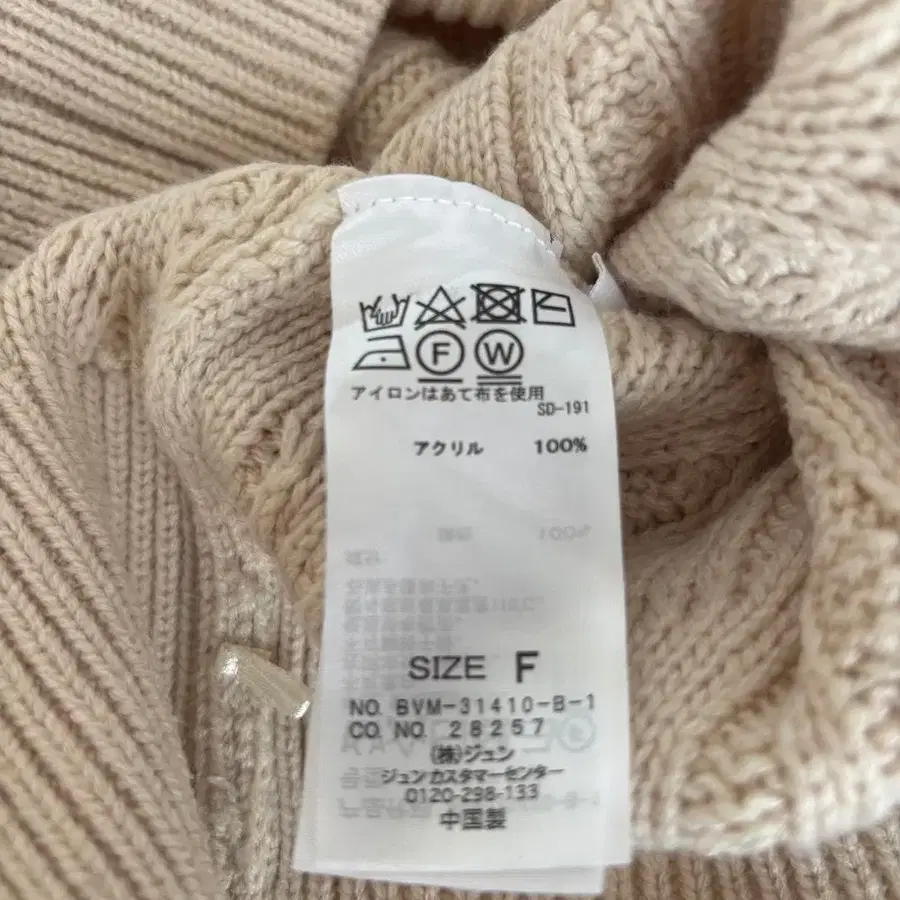 F W
アイロンはあて布を使用
SD-191
アクリル 100%
SIZE F
NO. BVM-31410-B-1
CO. NO. 28257
(株)ジュン
ジュンカスタマーセンター
0120-298-133
中国製